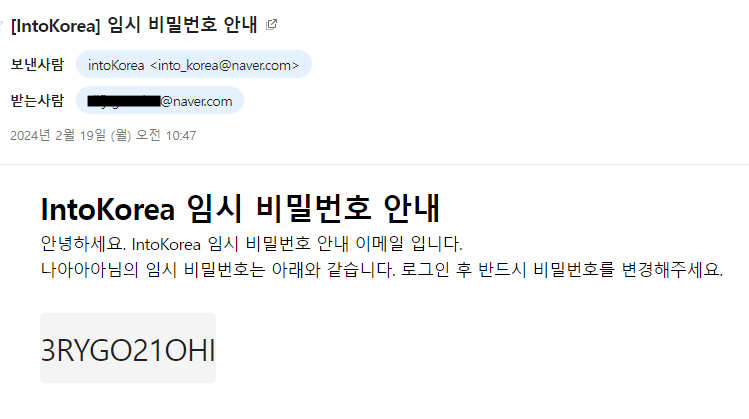 [IntoKorea] 임시 비밀번호 안내
보낸사람 intoKorea <into_korea@naver.com>
받는사람 @naver.com
2024년 2월 19일 (월) 오전 10:47
IntoKorea 임시 비밀번호 안내
안녕하세요. IntoKorea 임시 비밀번호 안내 이메일 입니다.
나아아아님의 임시 비밀번호는 아래와 같습니다. 로그인 후 반드시 비밀번호를 변경해주세요.
3RYGO21OHI